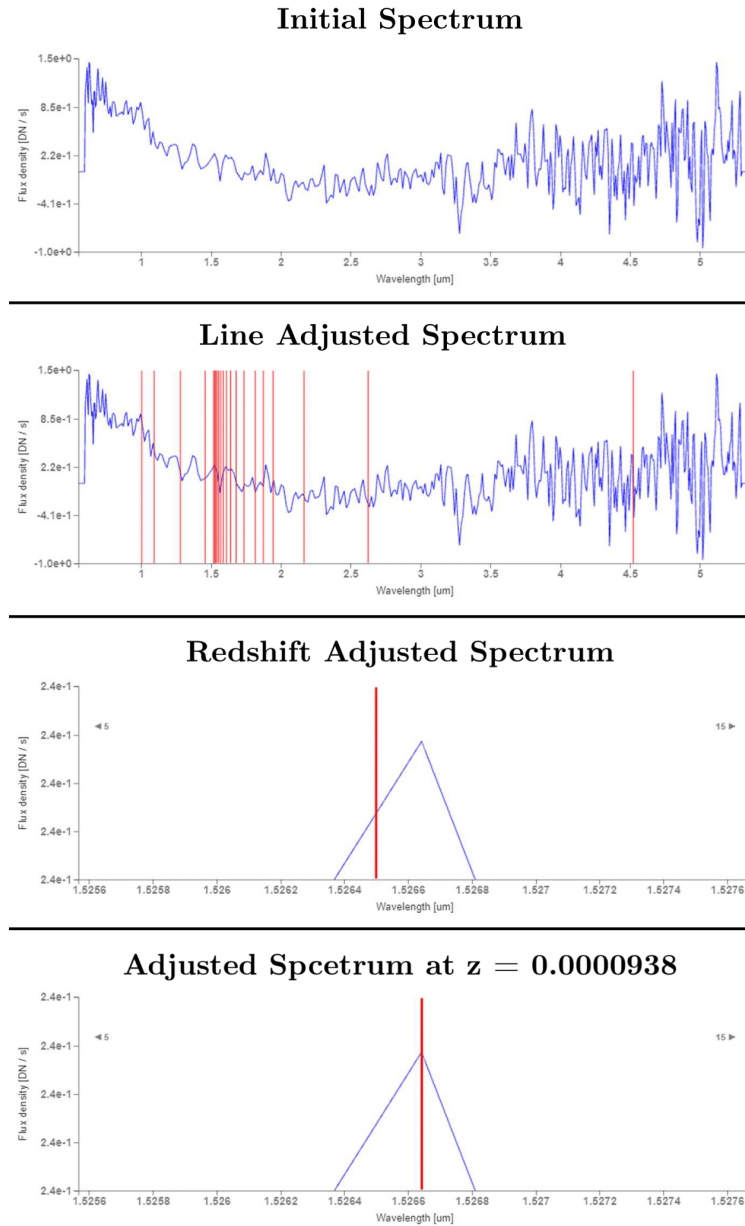 Initial Spectrum
1.5e+0
8.5e-1
2.2e-1
-4.1e-1
-1.0e+0
Flux density [DN / s]
1 1.5 2 2.5 3 3.5 4 4.5 5
Wavelength [um]
Line Adjusted Spectrum
1.5e+0
8.5e-1
2.2e-1
-4.1e-1
-1.0e+0
Flux density [DN / s]
1 1.5 2 2.5 3 3.5 4 4.5 5
Wavelength [um]
Redshift Adjusted Spectrum
2.4e-1
◄ 5 15 ►
2.4e-1
2.4e-1
2.4e-1
2.4e-1
Flux density [DN / s]
1.5256 1.5258 1.526 1.5262 1.5264 1.5266 1.5268 1.527 1.5272 1.5274 1.5276
Wavelength [um]
Adjusted Spcetrum at z = 0.0000938
2.4e-1
◄ 5 15 ►
2.4e-1
2.4e-1
2.4e-1
2.4e-1
Flux density [DN / s]
1.5256 1.5258 1.526 1.5262 1.5264 1.5266 1.5268 1.527 1.5272 1.5274 1.5276
Wavelength [um]